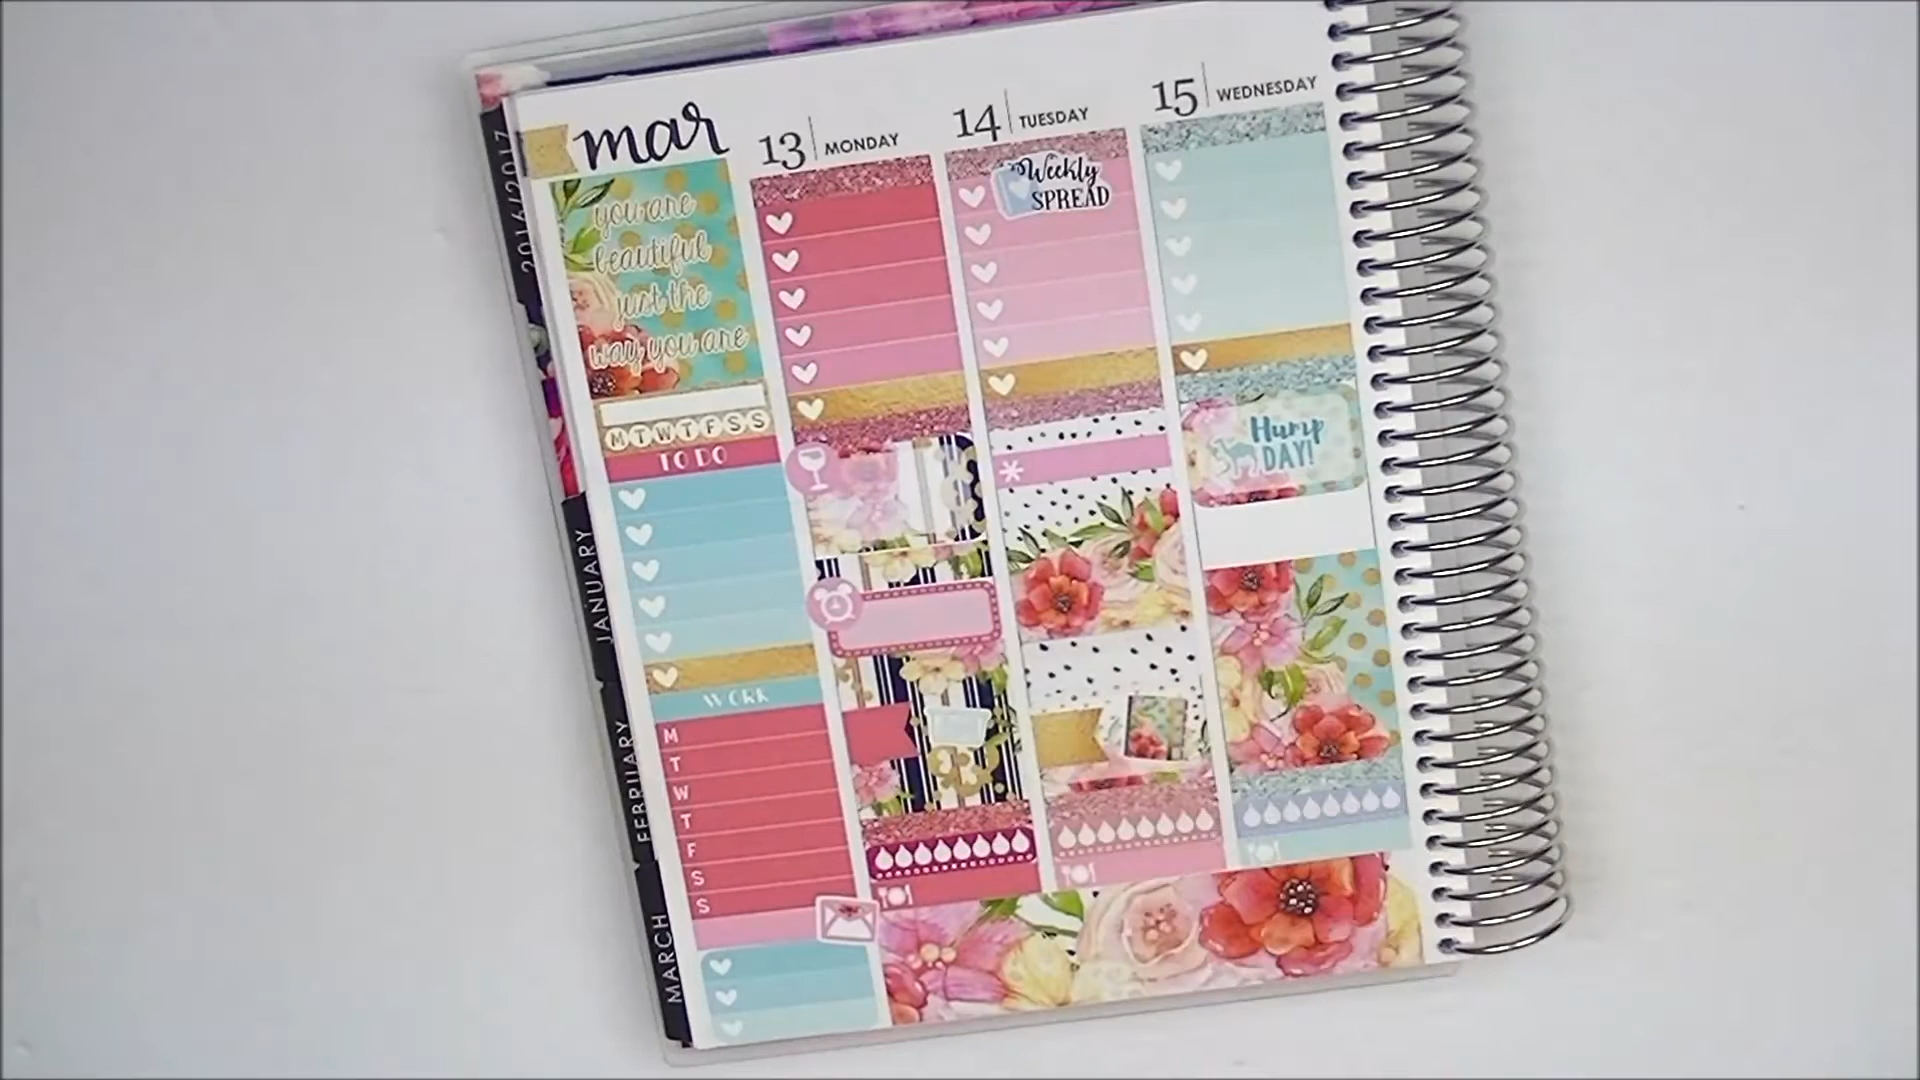 mar
13 MONDAY
14 TUESDAY
15 WEDNESDAY
2016/2017
you are
beautiful
just the
way you are
Weekly
SPREAD
M T W T F S S
TO DO
Hump
DAY!
WORK
M
T
W
T
F
S
S
JANUARY
FEBRUARY
MARCH